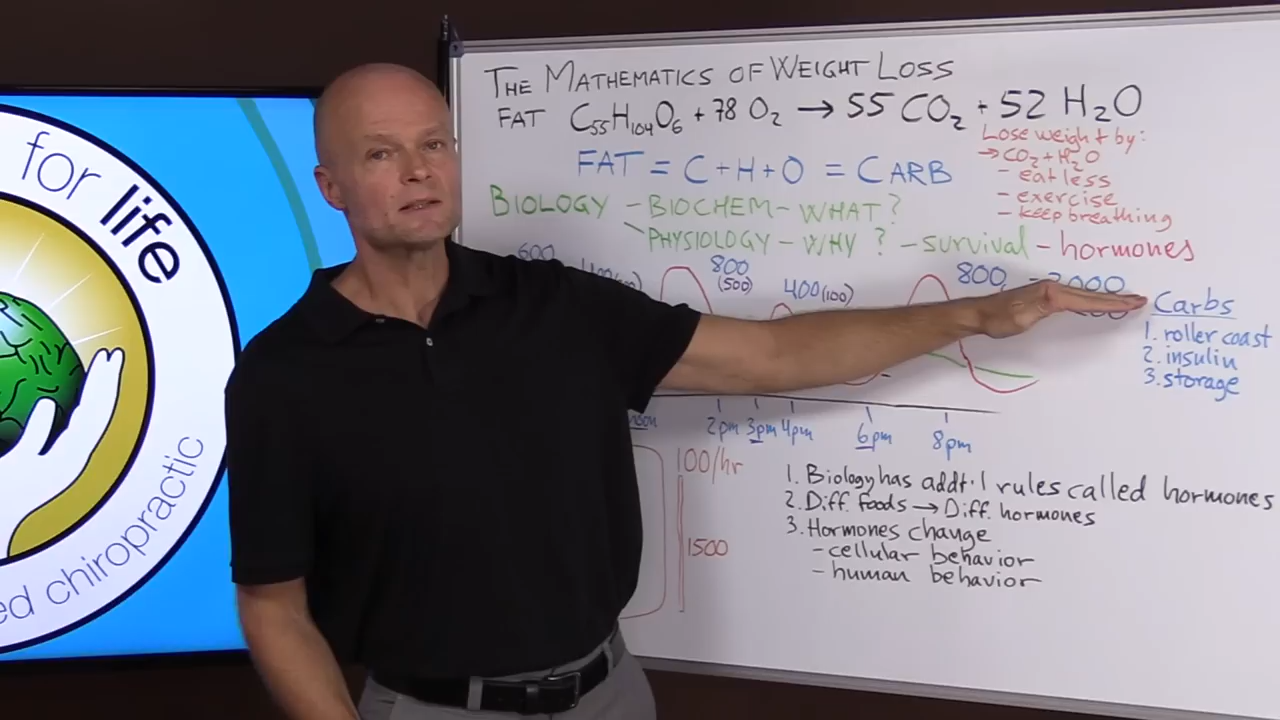 for life
ed chiropractic
THE MATHEMATICS OF WEIGHT LOSS
FAT C55H104O6 + 78 O2 → 55 CO2 + 52 H2O
FAT = C + H + O = CARB
Lose weight by:
→ CO2 + H2O
- eat less
- exercise
- keep breathing
BIOLOGY - BIOCHEM - WHAT?
PHYSIOLOGY - WHY? - survival - hormones
600
800
(500)
400 (100)
800
Carbs
1. roller coast
2. insulin
3. storage
2pm 3pm 4pm 6pm 8pm
100/hr
1500
1. Biology has addt'l rules called hormones
2. Diff. foods → Diff. hormones
3. Hormones change
- cellular behavior
- human behavior